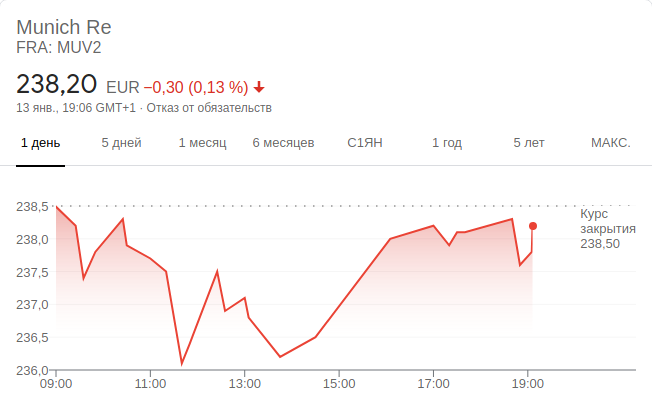 Munich Re
FRA: MUV2
238,20 EUR −0,30 (0,13 %)
13 янв., 19:06 GMT+1 · Отказ от обязательств
1 день 5 дней 1 месяц 6 месяцев С1ЯН 1 год 5 лет МАКС.
238,5
238,0
237,5
237,0
236,5
236,0
Курс
закрытия
238,50
09:00 11:00 13:00 15:00 17:00 19:00